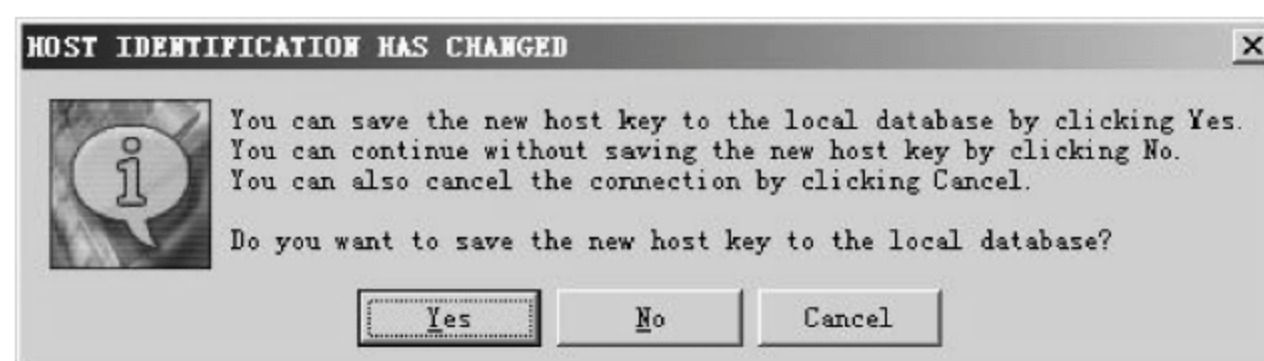 HOST IDENTIFICATION HAS CHANGED
You can save the new host key to the local database by clicking Yes.
You can continue without saving the new host key by clicking No.
You can also cancel the connection by clicking Cancel.
Do you want to save the new host key to the local database?
Yes No Cancel